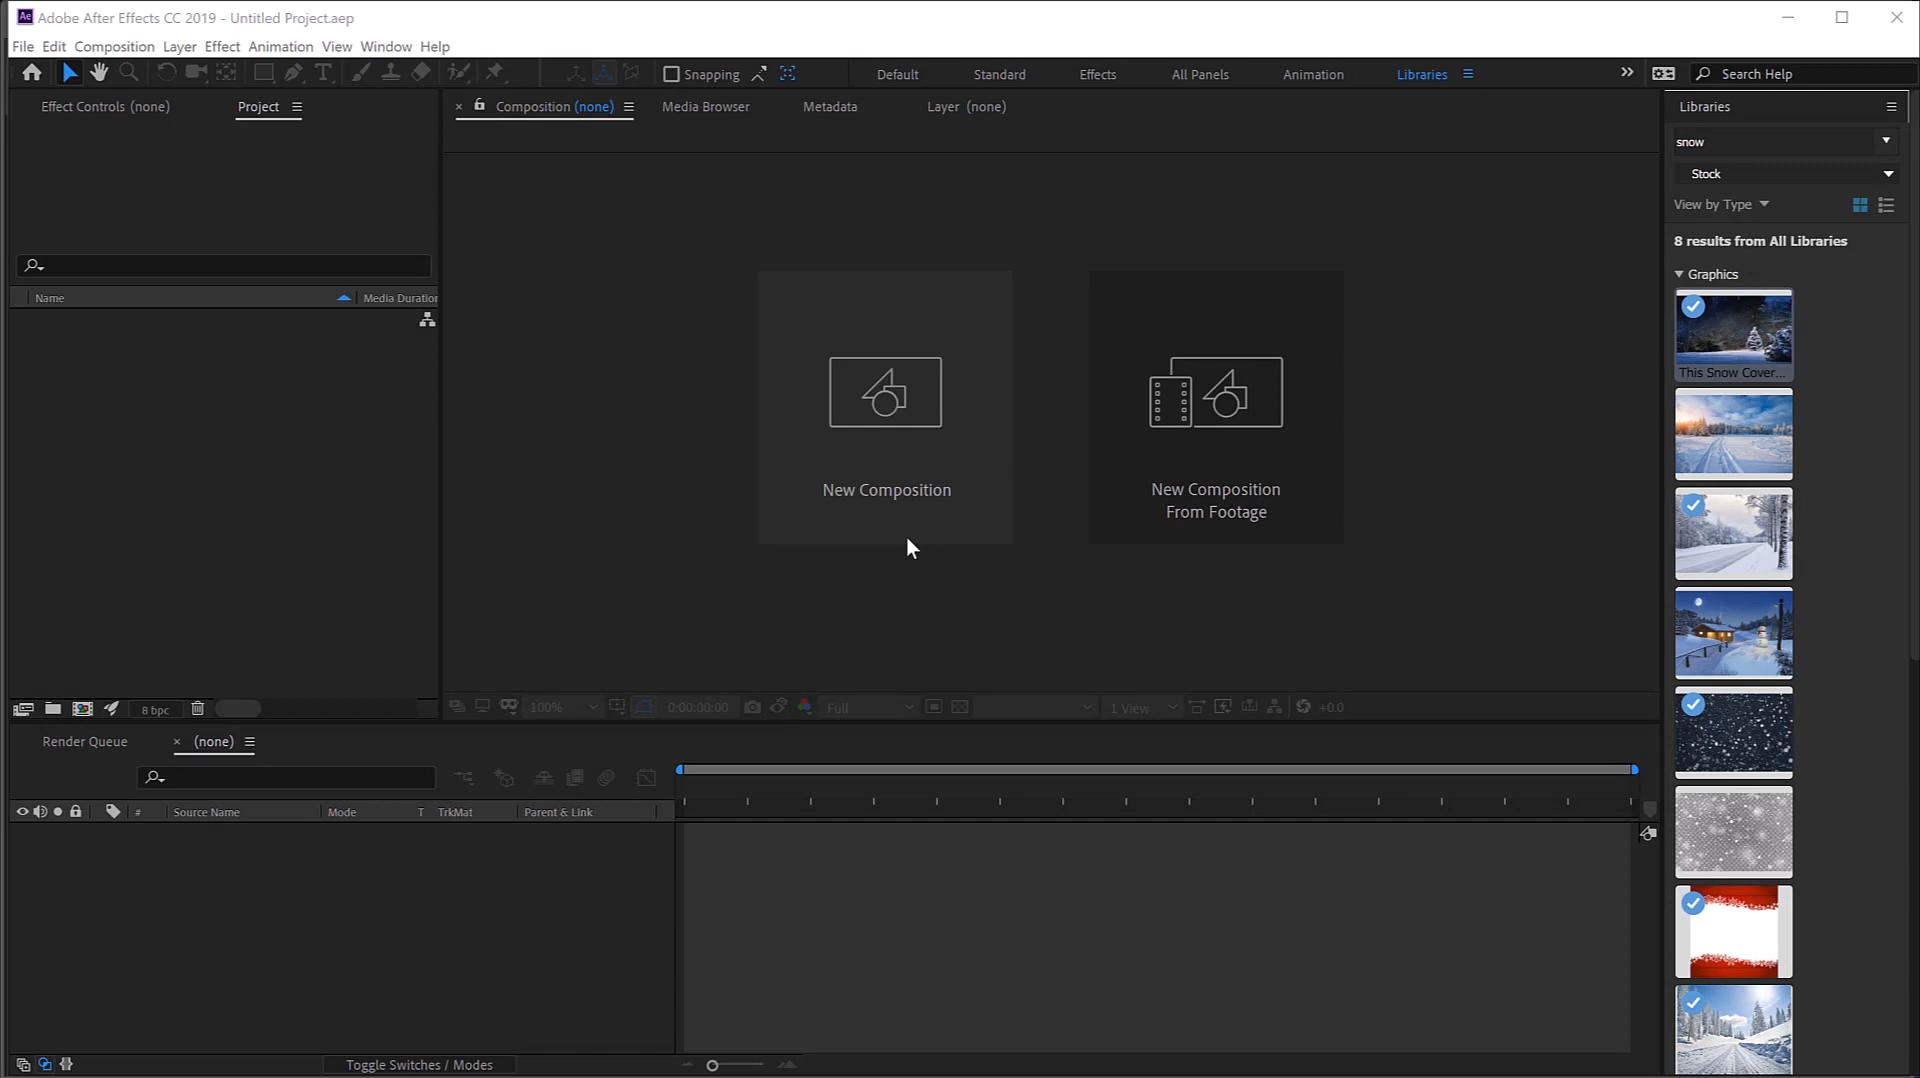 Ae Adobe After Effects CC 2019 - Untitled Project.aep
File Edit Composition Layer Effect Animation View Window Help
T Snapping Default Standard Effects All Panels Animation Libraries Search Help
Effect Controls (none) Project Composition (none) Media Browser Metadata Layer (none) Libraries
snow
Stock
View by Type
8 results from All Libraries
Graphics
Name Media Duration
This Snow Cover...
New Composition
New Composition
From Footage
8 bpc 100% 0:00:00:00 Full 1 View +0.0
Render Queue (none)
# Source Name Mode T TrkMat Parent & Link
Toggle Switches / Modes